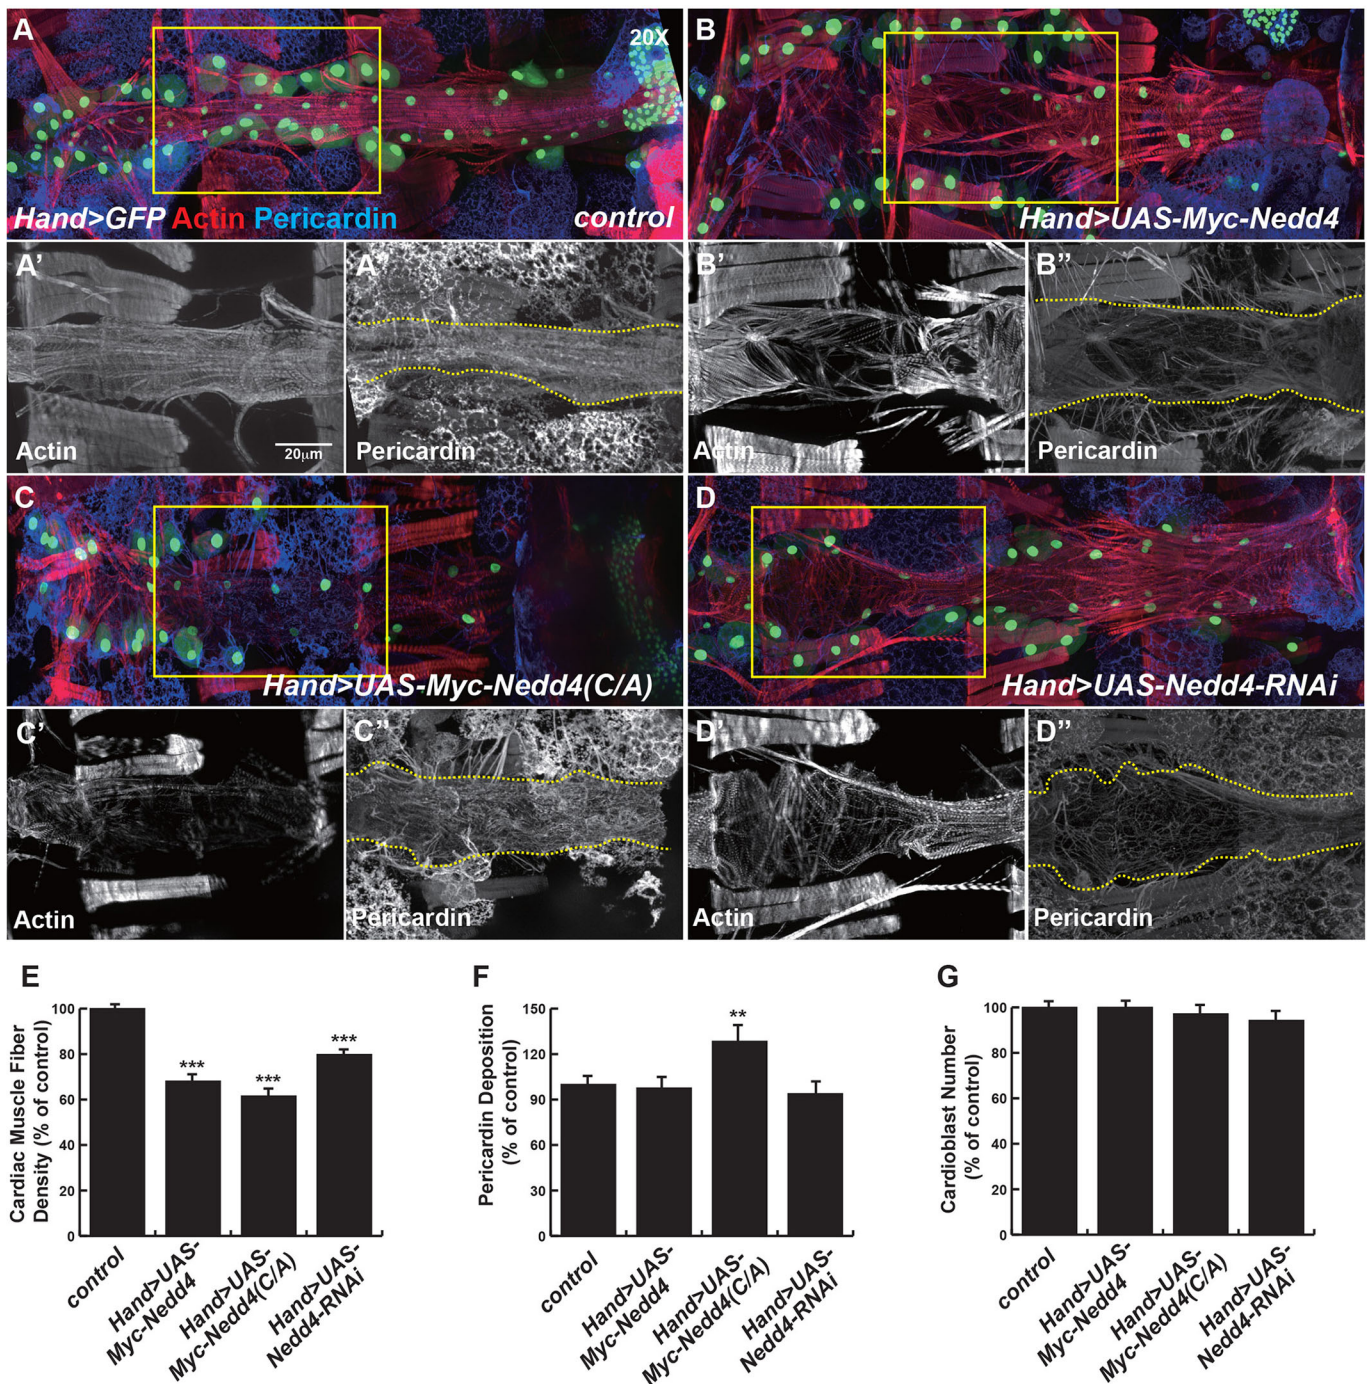 A
20X
Hand>GFP Actin Pericardin
control
B
Hand>UAS-Myc-Nedd4
A'
Actin
20μm
A''
Pericardin
B'
Actin
B''
Pericardin
C
Hand>UAS-Myc-Nedd4(C/A)
D
Hand>UAS-Nedd4-RNAi
C'
Actin
C''
Pericardin
D'
Actin
D''
Pericardin
E
Cardiac Muscle Fiber
Density (% of control)
100
80
60
40
20
0
***
***
***
control
Hand>UAS-
Myc-Nedd4
Hand>UAS-
Myc-Nedd4(C/A)
Hand>UAS-
Nedd4-RNAi
F
Pericardin Deposition
(% of control)
150
120
90
60
30
0
**
control
Hand>UAS-
Myc-Nedd4
Hand>UAS-
Myc-Nedd4(C/A)
Hand>UAS-
Nedd4-RNAi
G
Cardioblast Number
(% of control)
100
80
60
40
20
0
control
Hand>UAS-
Myc-Nedd4
Hand>UAS-
Myc-Nedd4(C/A)
Hand>UAS-
Nedd4-RNAi